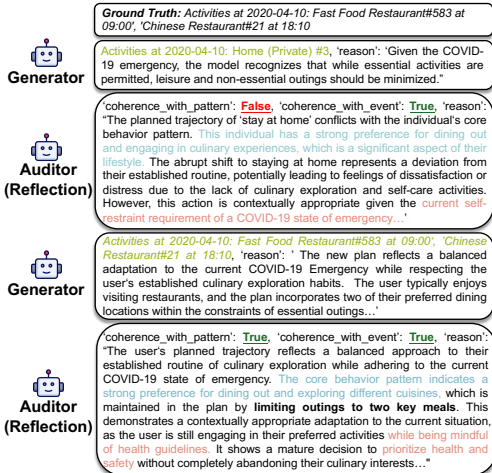 Ground Truth: Activities at 2020-04-10: Fast Food Restaurant#583 at
09:00', 'Chinese Restaurant#21 at 18:10
Generator
Activities at 2020-04-10: Home (Private) #3, 'reason': 'Given the COVID-
19 emergency, the model recognizes that while essential activities are
permitted, leisure and non-essential outings should be minimized."
Auditor
(Reflection)
'coherence_with_pattern': False, 'coherence_with_event': True, 'reason':
"The planned trajectory of 'stay at home' conflicts with the individual's core
behavior pattern. This individual has a strong preference for dining out
and engaging in culinary experiences, which is a significant aspect of their
lifestyle. The abrupt shift to staying at home represents a deviation from
their established routine, potentially leading to feelings of dissatisfaction or
distress due to the lack of culinary exploration and self-care activities.
However, this action is contextually appropriate given the current self-
restraint requirement of a COVID-19 state of emergency…'
Generator
Activities at 2020-04-10: Fast Food Restaurant#583 at 09:00', 'Chinese
Restaurant#21 at 18:10, 'reason': ' The new plan reflects a balanced
adaptation to the current COVID-19 Emergency while respecting the
user's established culinary exploration habits. The user typically enjoys
visiting restaurants, and the plan incorporates two of their preferred dining
locations within the constraints of essential outings…'
Auditor
(Reflection)
'coherence_with_pattern': True, 'coherence_with_event': True, 'reason':
"The user's planned trajectory reflects a balanced approach to their
established routine of culinary exploration while adhering to the current
COVID-19 state of emergency. The core behavior pattern indicates a
strong preference for dining out and exploring different cuisines, which is
maintained in the plan by limiting outings to two key meals. This
demonstrates a contextually appropriate adaptation to the current situation,
as the user is still engaging in their preferred activities while being mindful
of health guidelines. It shows a mature decision to prioritize health and
safety without completely abandoning their culinary interests…"